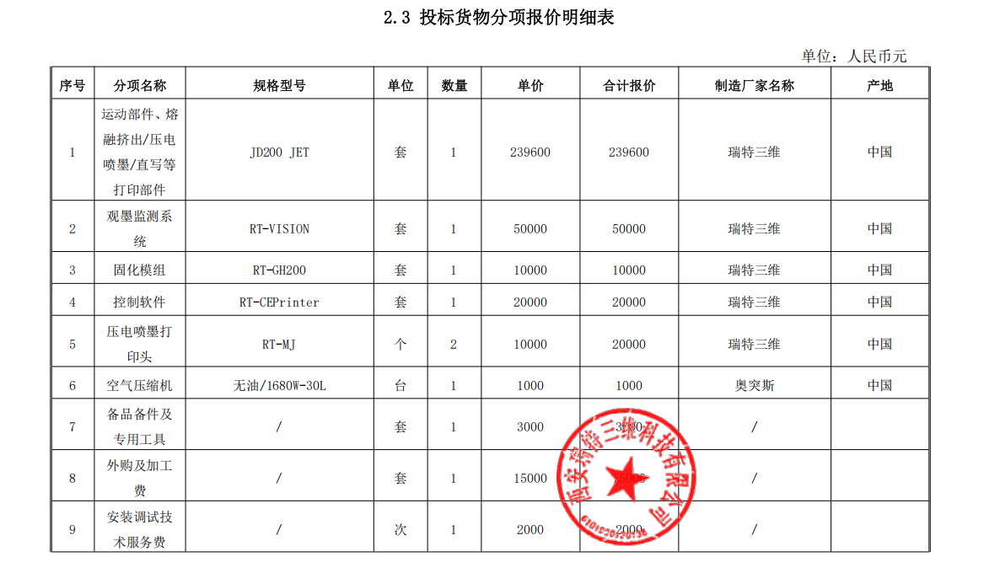 2.3 投标货物分项报价明细表
单位：人民币元
序号 分项名称 规格型号 单位 数量 单价 合计报价 制造厂家名称 产地
1 运动部件、熔融挤出/压电喷墨/直写等打印部件 JD200 JET 套 1 239600 239600 瑞特三维 中国
2 观墨监测系统 RT-VISION 套 1 50000 50000 瑞特三维 中国
3 固化模组 RT-GH200 套 1 10000 10000 瑞特三维 中国
4 控制软件 RT-CEPrinter 套 1 20000 20000 瑞特三维 中国
5 压电喷墨打印头 RT-MJ 个 2 10000 20000 瑞特三维 中国
6 空气压缩机 无油/1680W-30L 台 1 1000 1000 奥突斯 中国
7 备品备件及专用工具 / 套 1 3000 3000 /
8 外购及加工费 / 套 1 15000 15000 /
9 安装调试技术服务费 / 次 1 2000 2000 /
西安瑞特三维科技有限公司